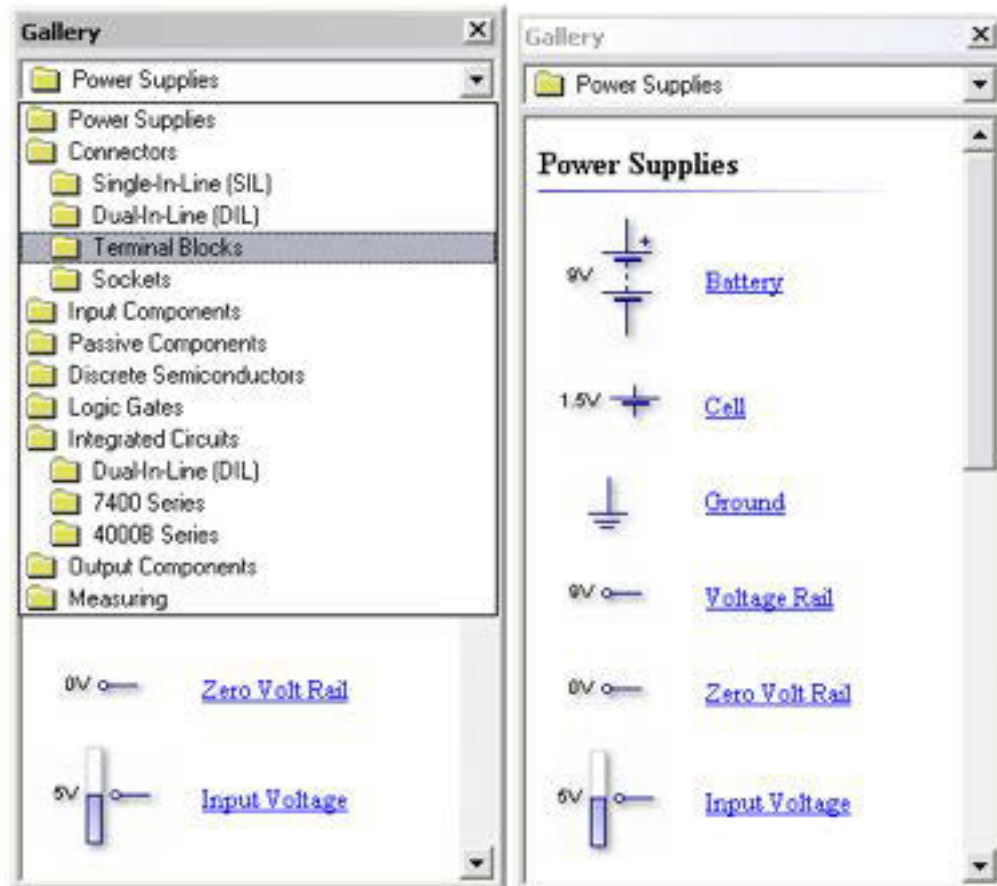 Gallery
Power Supplies
Power Supplies
Connectors
Single-In-Line (SIL)
Dual-In-Line (DIL)
Terminal Blocks
Sockets
Input Components
Passive Components
Discrete Semiconductors
Logic Gates
Integrated Circuits
Dual-In-Line (DIL)
7400 Series
4000B Series
Output Components
Measuring
0V Zero Volt Rail
5V Input Voltage
Gallery
Power Supplies
Power Supplies
9V + Battery
1.5V Cell
Ground
9V Voltage Rail
0V Zero Volt Rail
5V Input Voltage